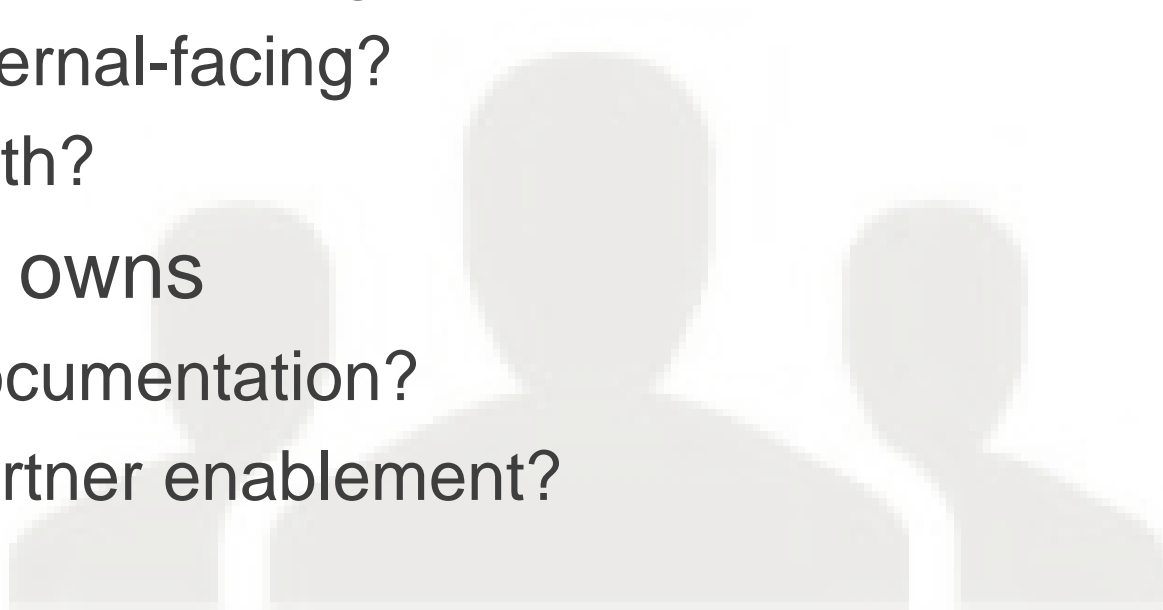 ernal-facing?
th?
owns
ocumentation?
rtner enablement?